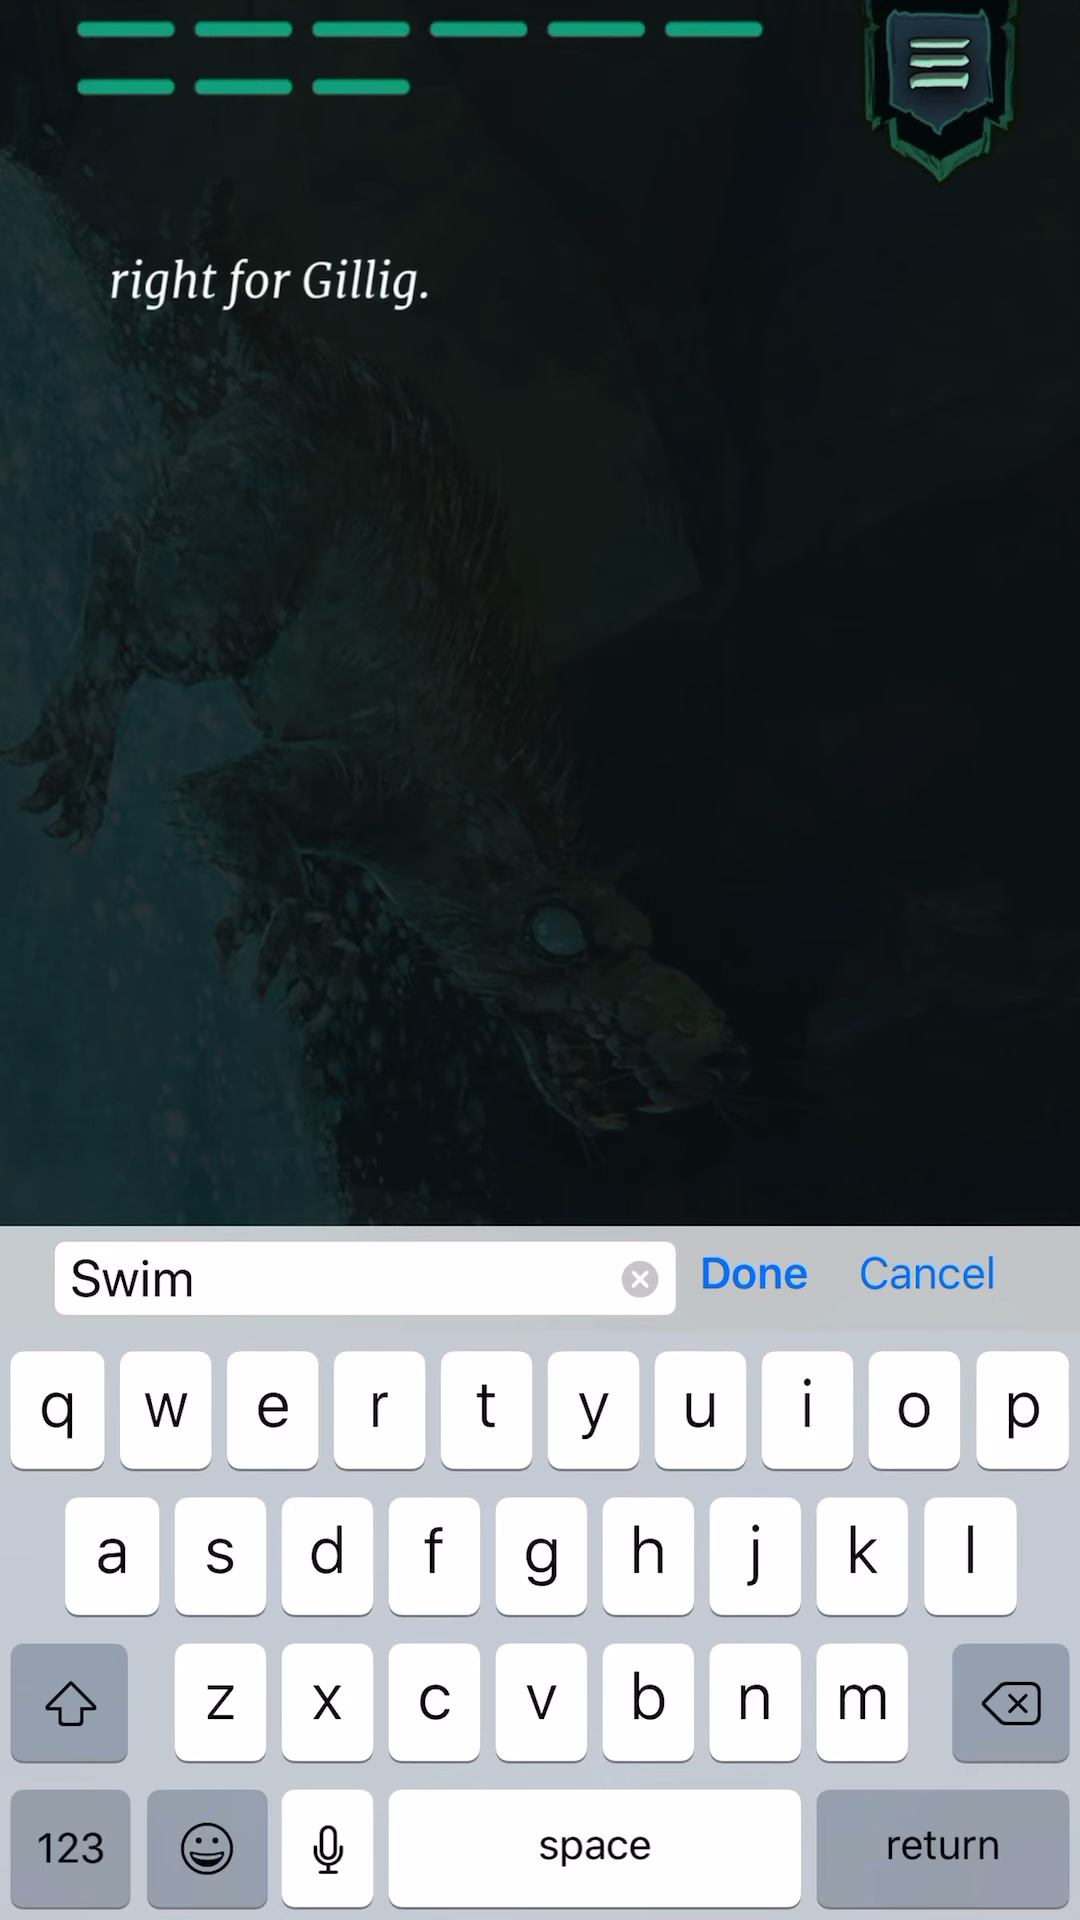 right for Gillig.
Swim
Done
Cancel
q w e r t y u i o p
a s d f g h j k l
z x c v b n m
123
space
return